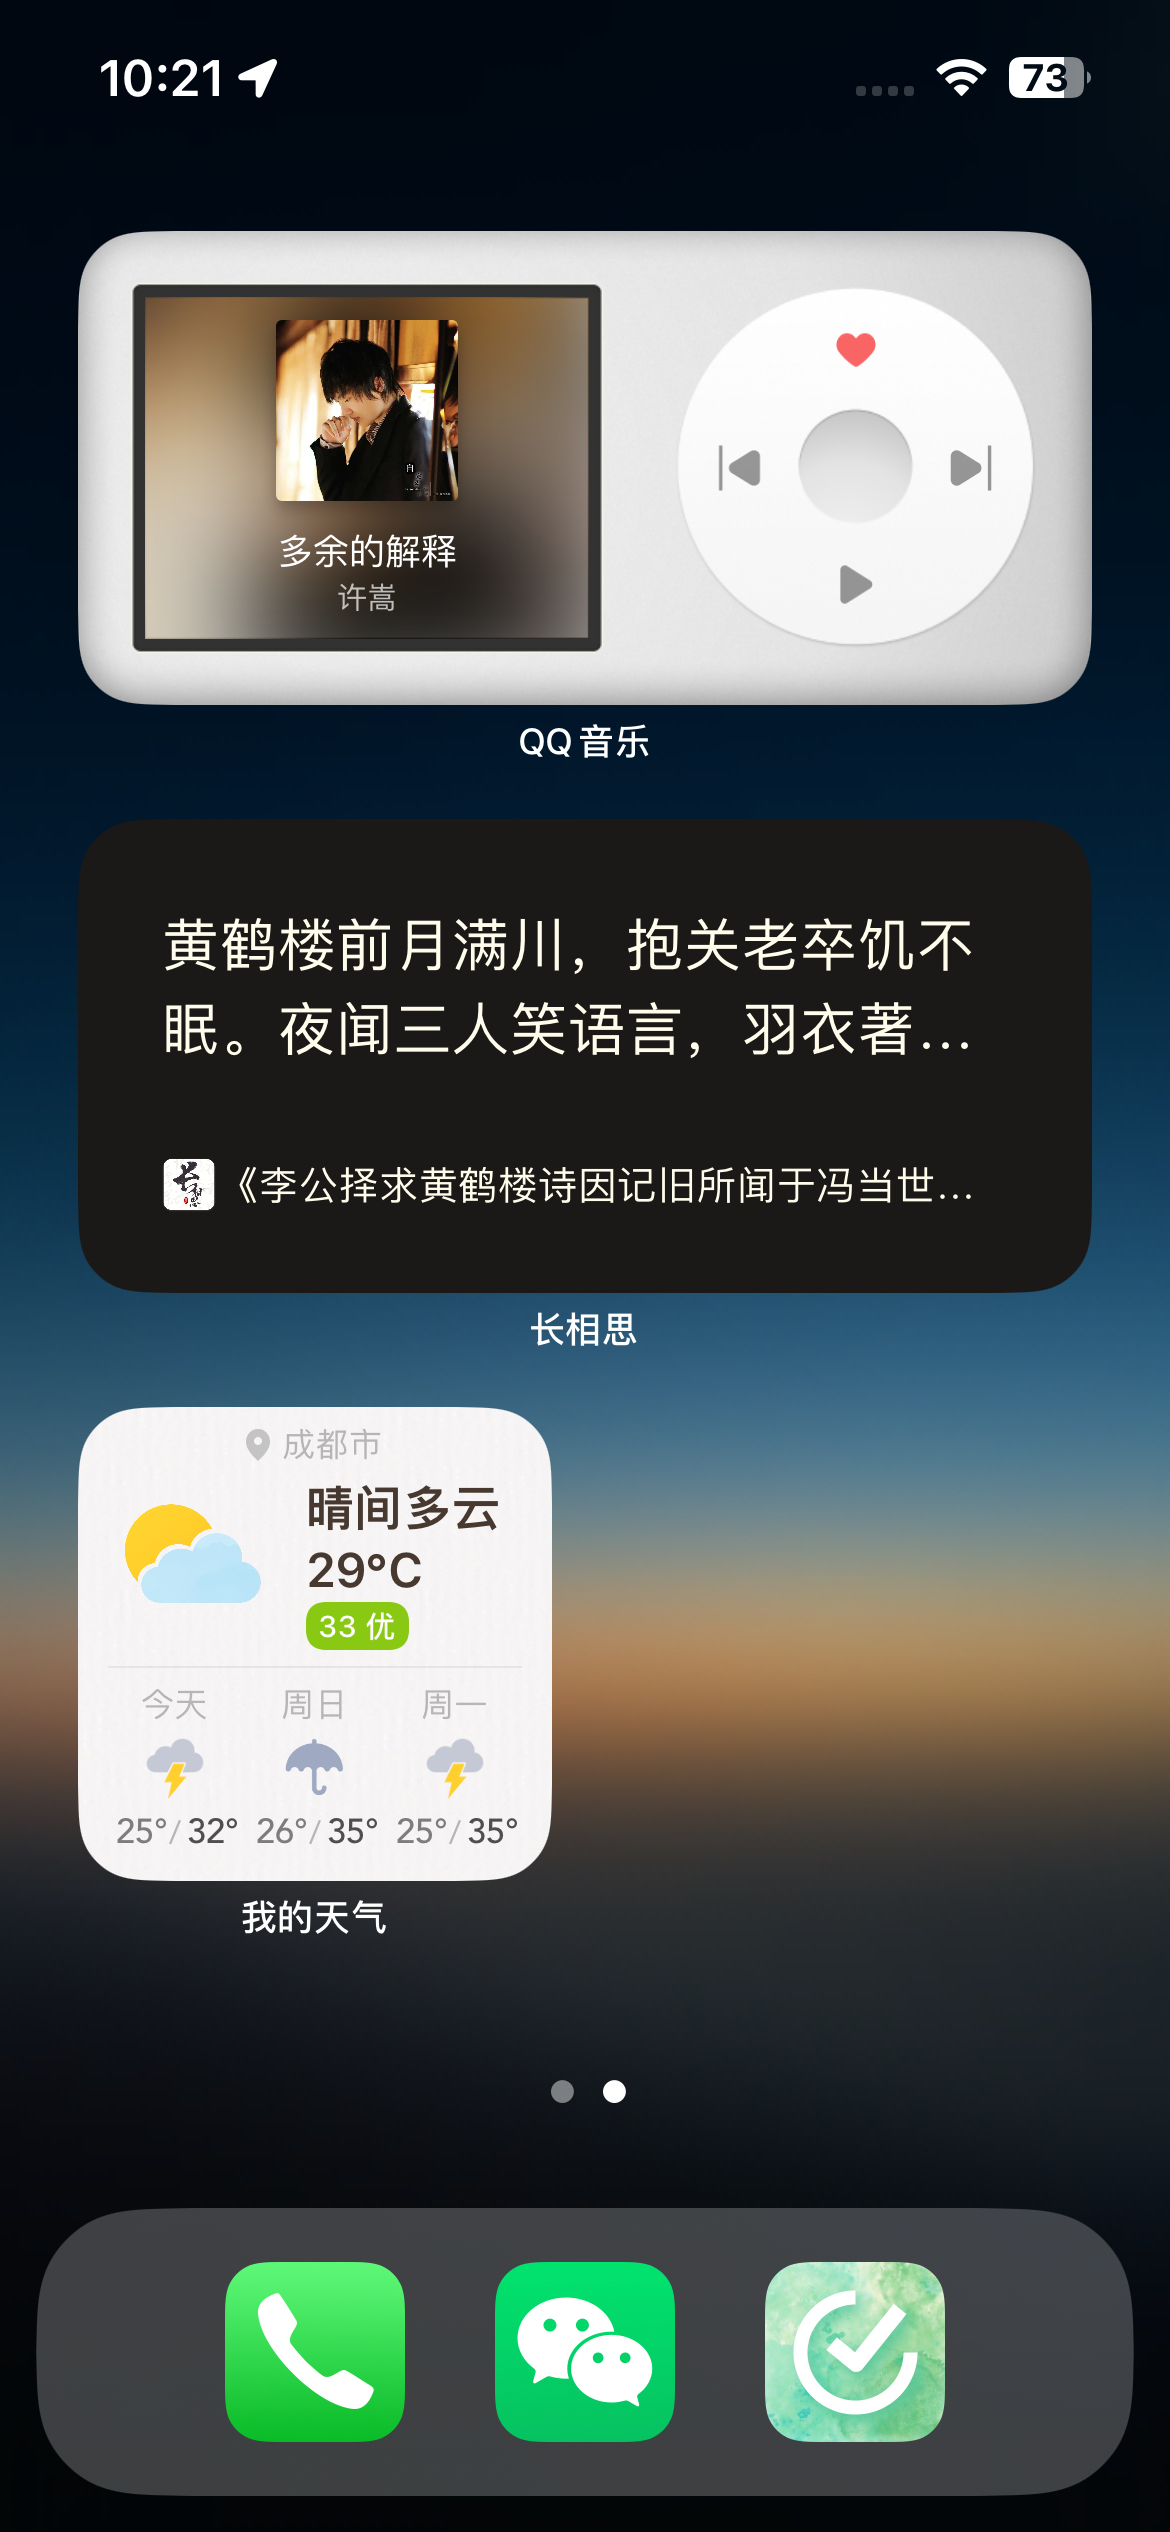 10:21
73
多余的解释
许嵩
QQ音乐
黄鹤楼前月满川，抱关老卒饥不
眠。夜闻三人笑语言，羽衣著…
《李公择求黄鹤楼诗因记旧所闻于冯当世…
长相思
成都市
晴间多云
29°C
33 优
今天 周日 周一
25°/ 32° 26°/ 35° 25°/ 35°
我的天气